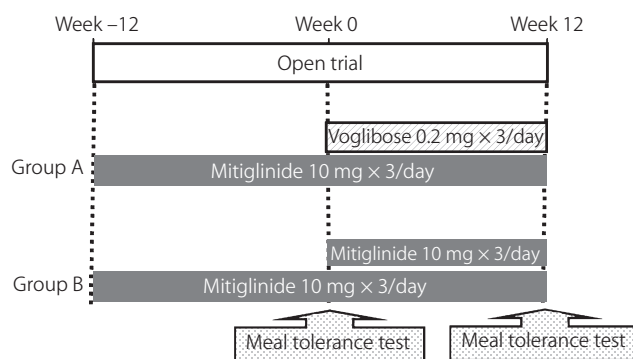 Week –12 Week 0 Week 12
Open trial
Voglibose 0.2 mg × 3/day
Group A Mitiglinide 10 mg × 3/day
Mitiglinide 10 mg × 3/day
Group B Mitiglinide 10 mg × 3/day
Meal tolerance test Meal tolerance test